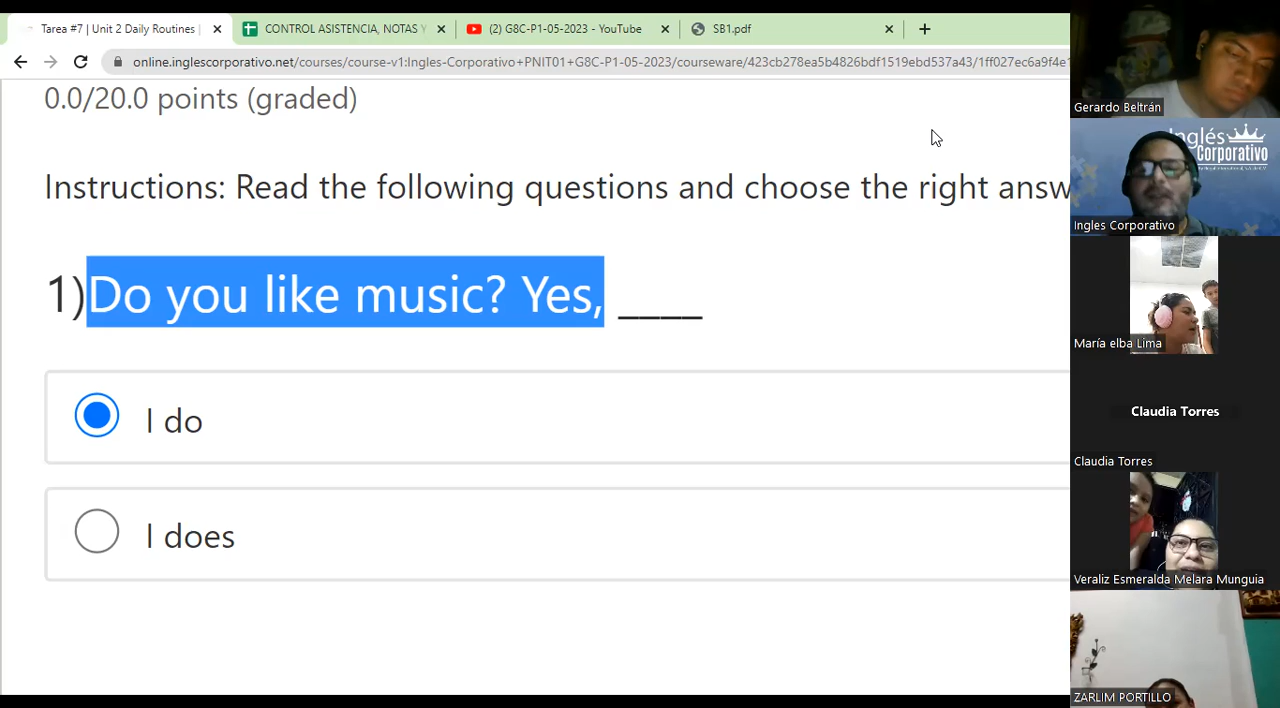 Tarea #7 | Unit 2 Daily Routines |
CONTROL ASISTENCIA, NOTAS Y
(2) G8C-P1-05-2023 - YouTube
SB1.pdf
online.inglescorporativo.net/courses/course-v1:Ingles-Corporativo+PNIT01+G8C-P1-05-2023/courseware/423cb278ea5b4826bdf1519ebd537a43/1ff027ec6a9f4e1
0.0/20.0 points (graded)
Instructions: Read the following questions and choose the right answ
1)Do you like music? Yes, ____
I do
I does
Gerardo Beltrán
Inglés
Corporativo
Ingles Corporativo
María elba Lima
Claudia Torres
Claudia Torres
Veraliz Esmeralda Melara Munguia
ZARLIM PORTILLO